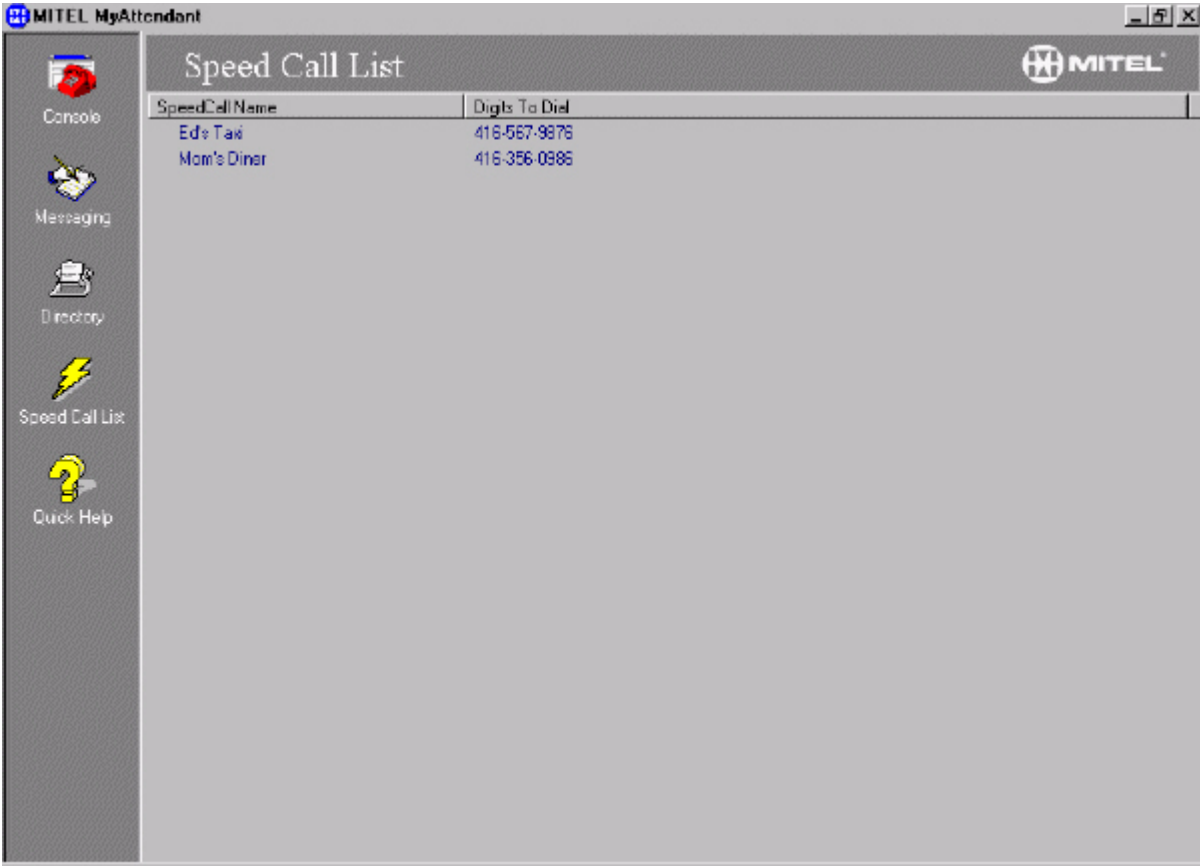 MITEL MyAttendant
Speed Call List
MITEL
SpeedCall Name Digits To Dial
Ed's Taxi 416-567-9876
Mom's Diner 416-356-0986
Console
Messaging
Directory
Speed Call List
Quick Help